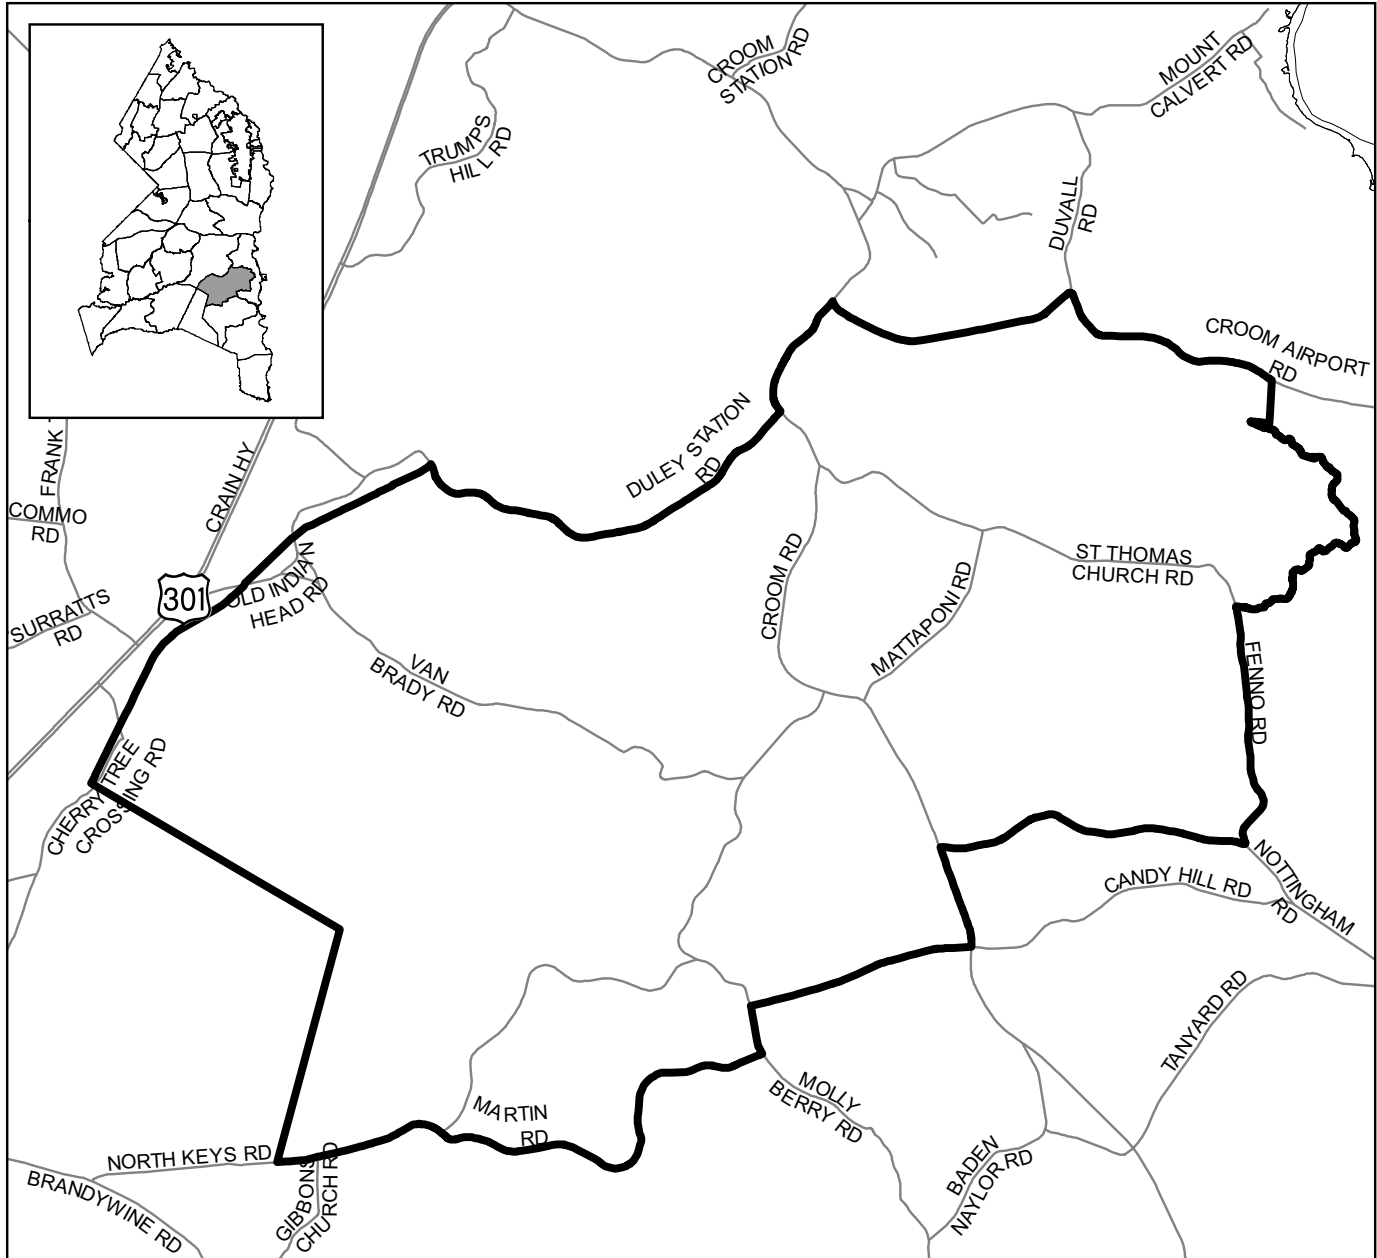 CROOM
STATION RD
MOUNT
CALVERT RD
TRUMPS
HILL RD
DUVALL
RD
CROOM AIRPORT
RD
DULEY STATION
RD
FRANK
CRAIN HY
COMMO
RD
301
OLD INDIAN
HEAD RD
SURRATTS
RD
CROOM RD
MATTAPONI RD
ST THOMAS
CHURCH RD
VAN
BRADY RD
FENNO RD
CHERRY TREE
CROSSING RD
NOTTINGHAM
RD
CANDY HILL RD
TANYARD RD
MARTIN
RD
MOLLY
BERRY RD
NORTH KEYS RD
BRANDYWINE RD
GIBBONS
CHURCH RD
BADEN
NAYLOR RD